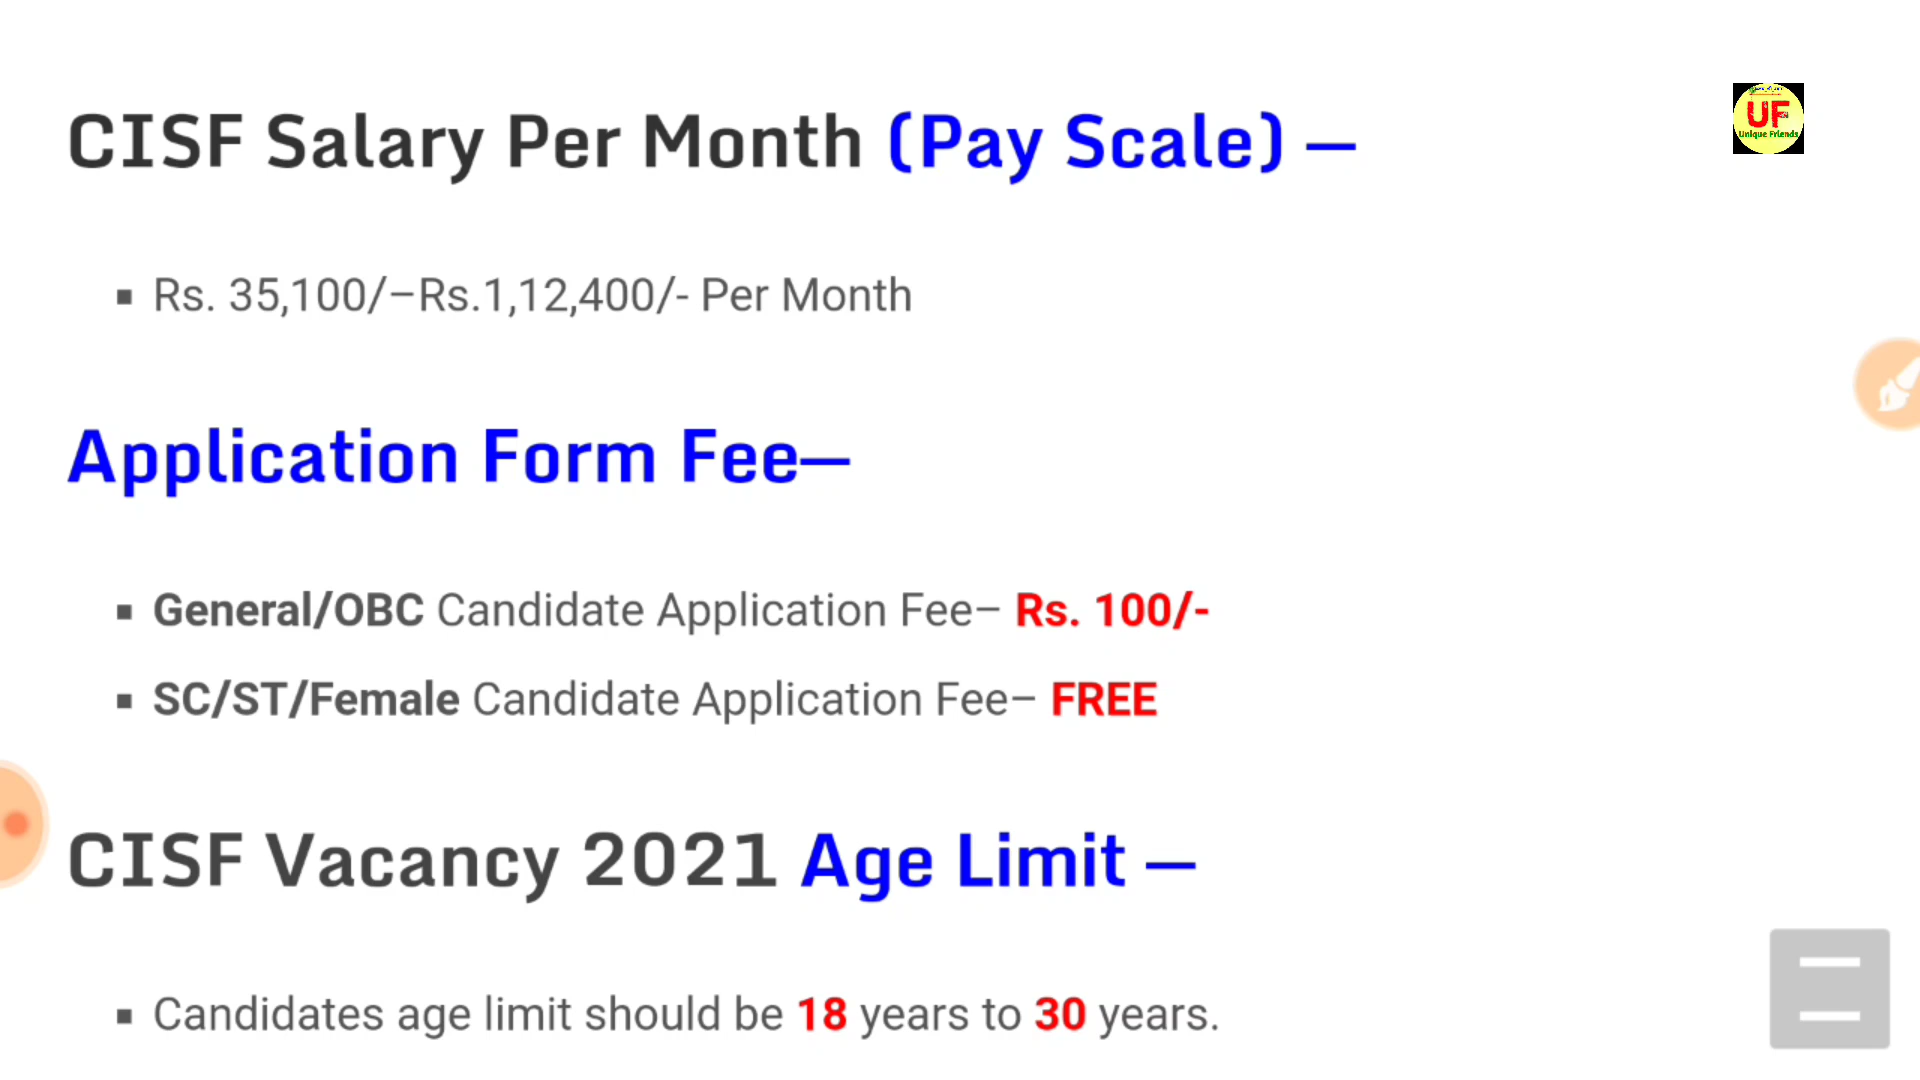 CISF Salary Per Month (Pay Scale) –
UF
Unique Friends
Rs. 35,100/–Rs.1,12,400/- Per Month
Application Form Fee–
General/OBC Candidate Application Fee– Rs. 100/-
SC/ST/Female Candidate Application Fee– FREE
CISF Vacancy 2021 Age Limit –
Candidates age limit should be 18 years to 30 years.